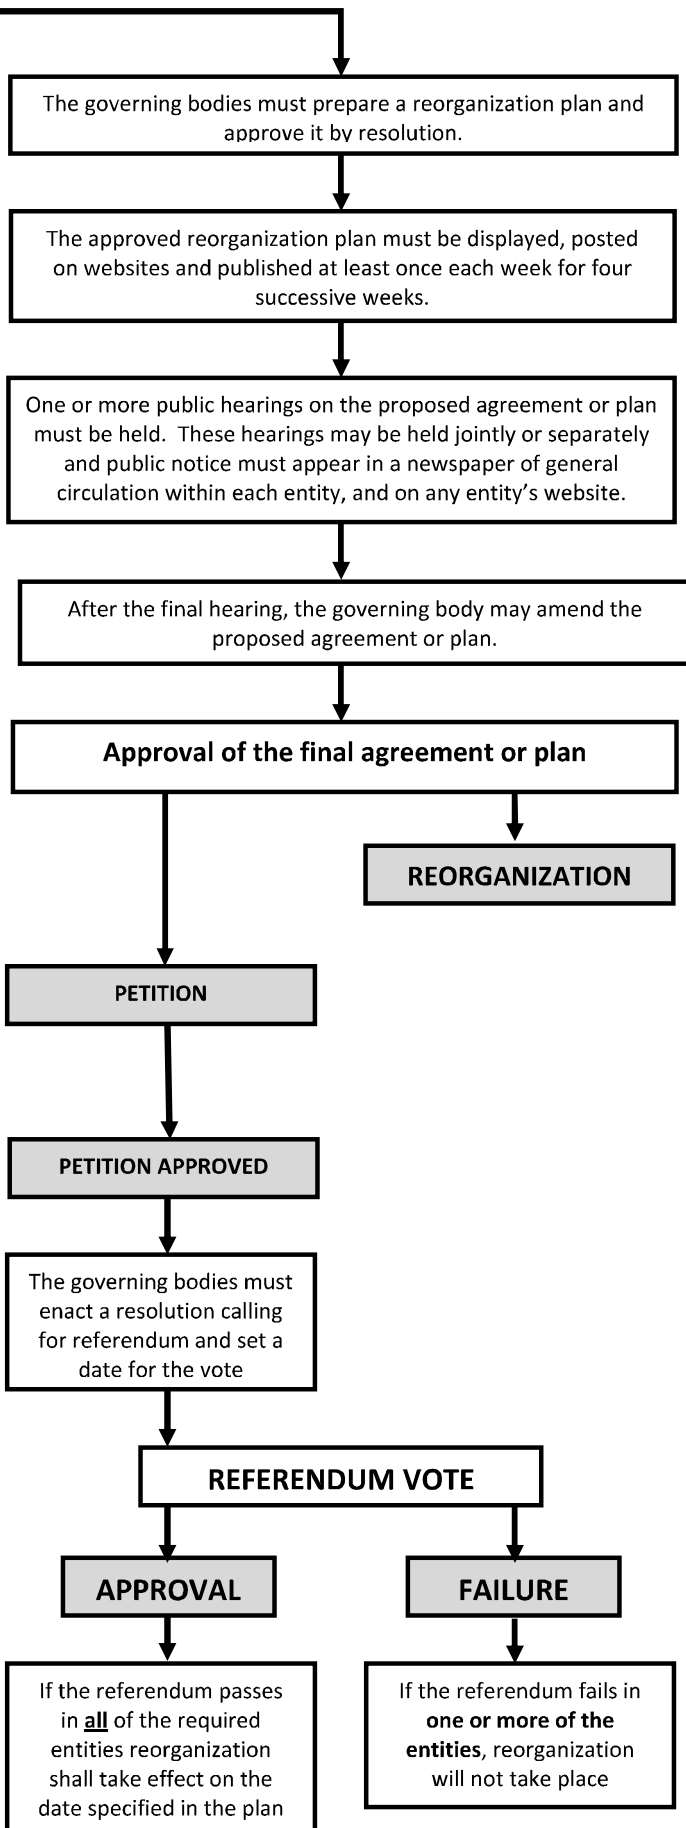 The governing bodies must prepare a reorganization plan and
approve it by resolution.
The approved reorganization plan must be displayed, posted
on websites and published at least once each week for four
successive weeks.
One or more public hearings on the proposed agreement or plan
must be held.  These hearings may be held jointly or separately
and public notice must appear in a newspaper of general
circulation within each entity, and on any entity’s website.
After the final hearing, the governing body may amend the
proposed agreement or plan.
Approval of the final agreement or plan
REORGANIZATION
PETITION
PETITION APPROVED
The governing bodies must
enact a resolution calling
for referendum and set a
date for the vote
REFERENDUM VOTE
APPROVAL
FAILURE
If the referendum passes
in all of the required
entities reorganization
shall take effect on the
date specified in the plan
If the referendum fails in
one or more of the
entities, reorganization
will not take place